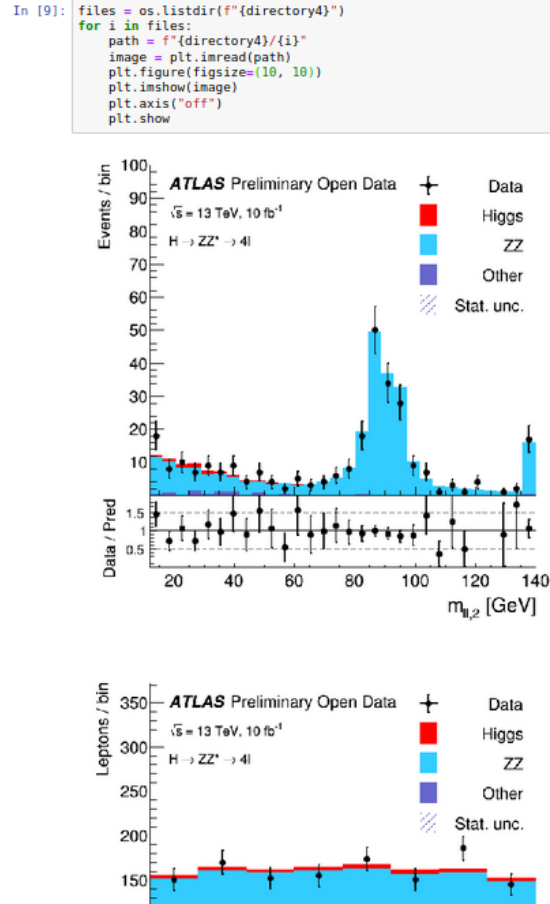 In [9]: files = os.listdir(f"{directory4}")
for i in files:
    path = f"{directory4}/{i}"
    image = plt.imread(path)
    plt.figure(figsize=(10, 10))
    plt.imshow(image)
    plt.axis("off")
    plt.show
Events / bin
100
90
80
70
60
50
40
30
20
10
ATLAS Preliminary Open Data
√s = 13 TeV, 10 fb⁻¹
H → ZZ* → 4l
Data
Higgs
ZZ
Other
Stat. unc.
Data / Pred
1.5
1
0.5
20 40 60 80 100 120 140
m_ll,2 [GeV]
Leptons / bin
350
300
250
200
150
ATLAS Preliminary Open Data
√s = 13 TeV, 10 fb⁻¹
H → ZZ* → 4l
Data
Higgs
ZZ
Other
Stat. unc.